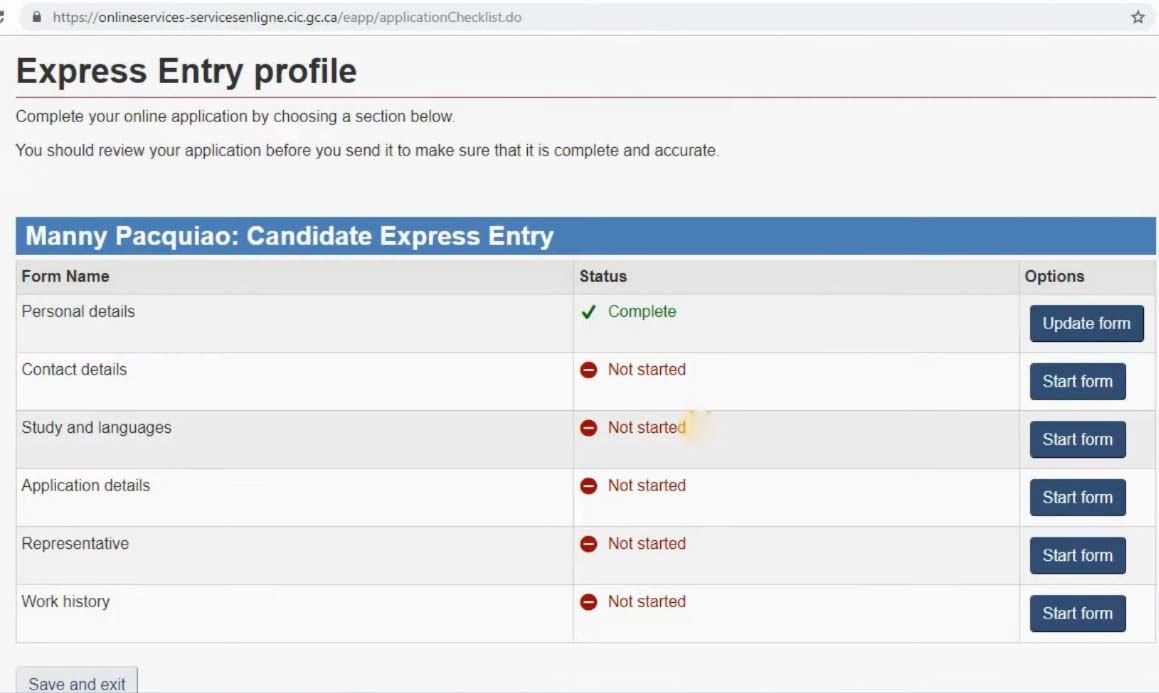 https://onlineservices-servicesenligne.cic.gc.ca/eapp/applicationChecklist.do
Express Entry profile
Complete your online application by choosing a section below.
You should review your application before you send it to make sure that it is complete and accurate.
Manny Pacquiao: Candidate Express Entry
Form Name Status Options
Personal details Complete Update form
Contact details Not started Start form
Study and languages Not started Start form
Application details Not started Start form
Representative Not started Start form
Work history Not started Start form
Save and exit